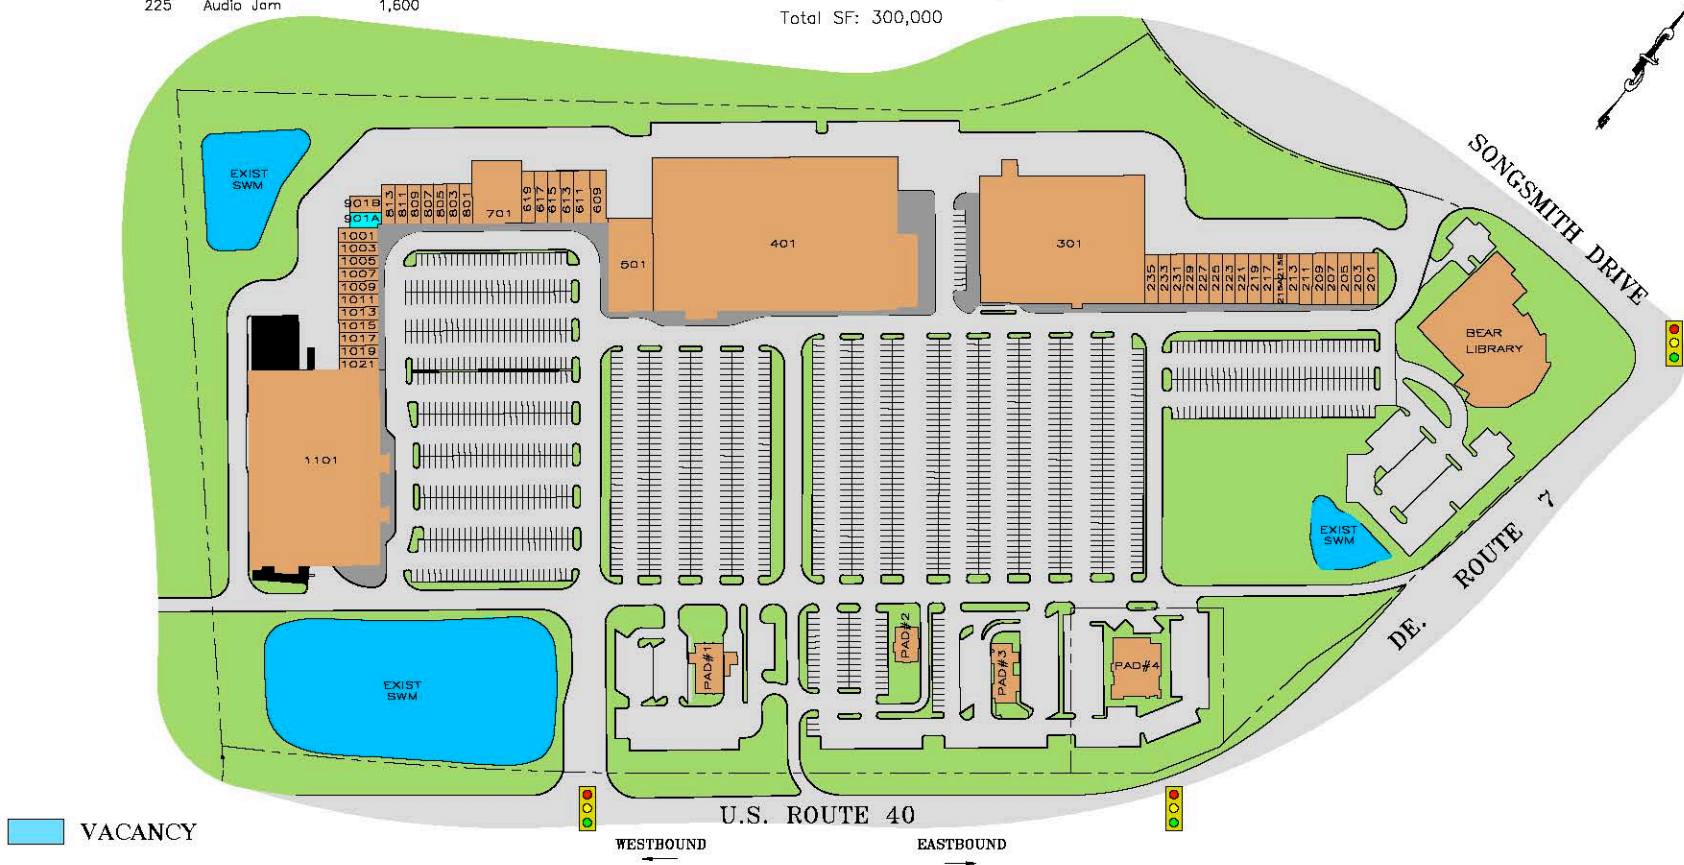 225 Audio Jam 1,600
Total SF: 300,000
SONGSMITH DRIVE
EXIST
SWM
901B
901A
813
811
809
807
805
803
801
701
619
617
615
613
611
609
501
401
301
235
233
231
229
227
225
223
221
219
217
215A
215B
213
211
209
207
205
203
201
1001
1003
1005
1007
1009
1011
1013
1015
1017
1019
1021
1101
BEAR
LIBRARY
EXIST
SWM
DE. ROUTE 7
EXIST
SWM
PAD#1
PAD#2
PAD#3
PAD#4
U.S. ROUTE 40
WESTBOUND
EASTBOUND
VACANCY